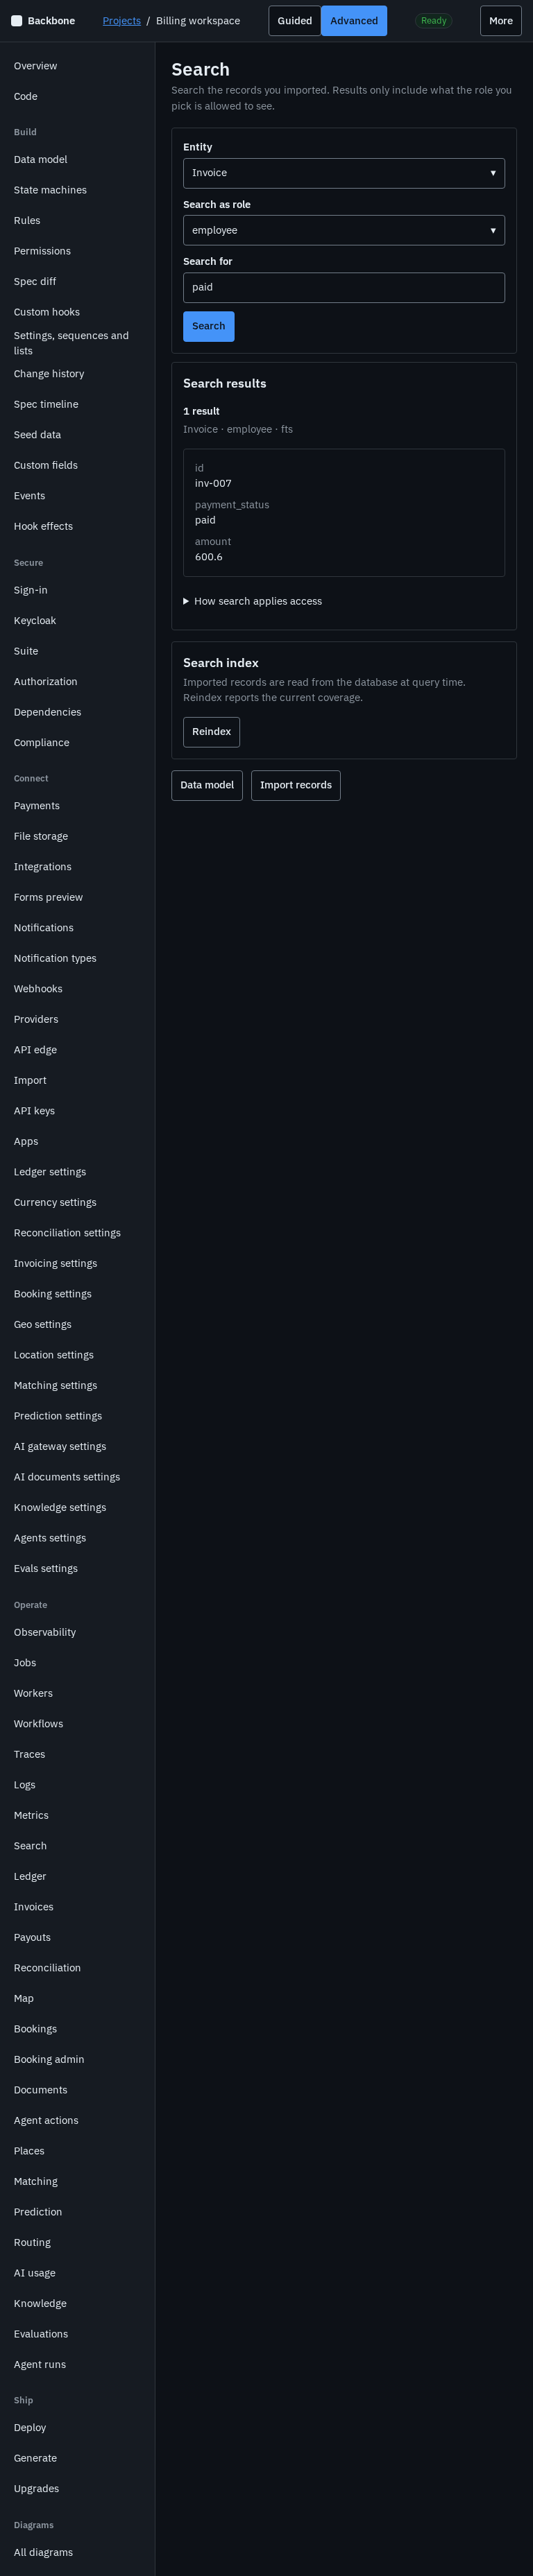 Backbone
Projects / Billing workspace
Guided
Advanced
Ready
More
Overview
Code
Build
Data model
State machines
Rules
Permissions
Spec diff
Custom hooks
Settings, sequences and
lists
Change history
Spec timeline
Seed data
Custom fields
Events
Hook effects
Secure
Sign-in
Keycloak
Suite
Authorization
Dependencies
Compliance
Connect
Payments
File storage
Integrations
Forms preview
Notifications
Notification types
Webhooks
Providers
API edge
Import
API keys
Apps
Ledger settings
Currency settings
Reconciliation settings
Invoicing settings
Booking settings
Geo settings
Location settings
Matching settings
Prediction settings
AI gateway settings
AI documents settings
Knowledge settings
Agents settings
Evals settings
Operate
Observability
Jobs
Workers
Workflows
Traces
Logs
Metrics
Search
Ledger
Invoices
Payouts
Reconciliation
Map
Bookings
Booking admin
Documents
Agent actions
Places
Matching
Prediction
Routing
AI usage
Knowledge
Evaluations
Agent runs
Ship
Deploy
Generate
Upgrades
Diagrams
All diagrams
Search
Search the records you imported. Results only include what the role you
pick is allowed to see.
Entity
Invoice
Search as role
employee
Search for
paid
Search
Search results
1 result
Invoice · employee · fts
id
inv-007
payment_status
paid
amount
600.6
How search applies access
Search index
Imported records are read from the database at query time.
Reindex reports the current coverage.
Reindex
Data model
Import records